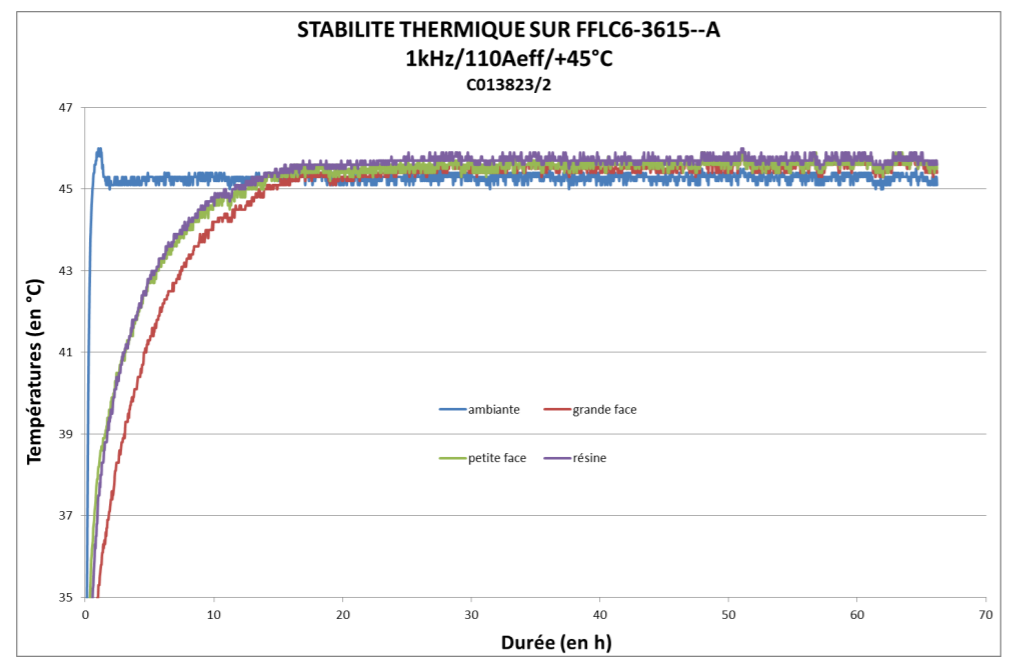 STABILITE THERMIQUE SUR FFLC6-3615--A
1kHz/110Aeff/+45°C
C013823/2
Températures (en °C)
47
45
43
41
39
37
35
ambiante
grande face
petite face
résine
0
10
20
30
40
50
60
70
Durée (en h)